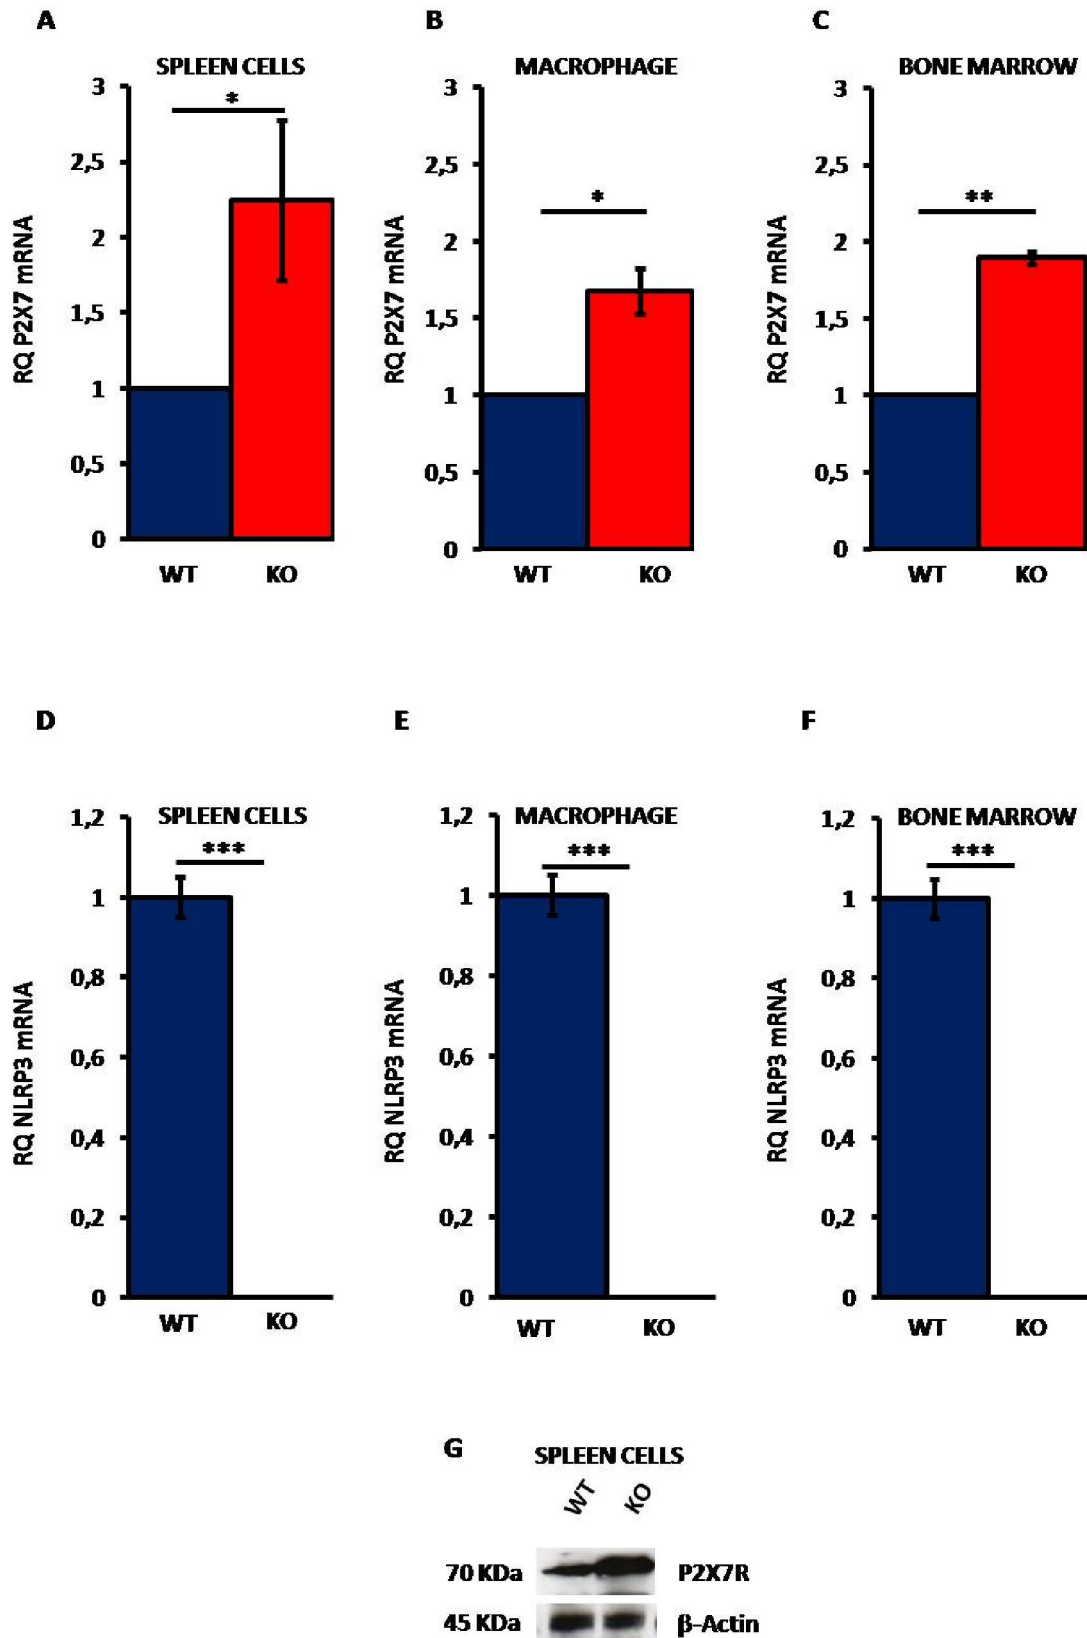 A
B
C
SPLEEN CELLS
MACROPHAGE
BONE MARROW
RQ P2X7 mRNA
3
2,5
2
1,5
1
0,5
0
*
WT
KO
RQ P2X7 mRNA
3
2,5
2
1,5
1
0,5
0
*
WT
KO
RQ P2X7 mRNA
3
2,5
2
1,5
1
0,5
0
**
WT
KO
D
E
F
SPLEEN CELLS
MACROPHAGE
BONE MARROW
RQ NLRP3 mRNA
1,2
1
0,8
0,6
0,4
0,2
0
***
WT
KO
RQ NLRP3 mRNA
1,2
1
0,8
0,6
0,4
0,2
0
***
WT
KO
RQ NLRP3 mRNA
1,2
1
0,8
0,6
0,4
0,2
0
***
WT
KO
G
SPLEEN CELLS
WT KO
70 KDa P2X7R
45 KDa β-Actin